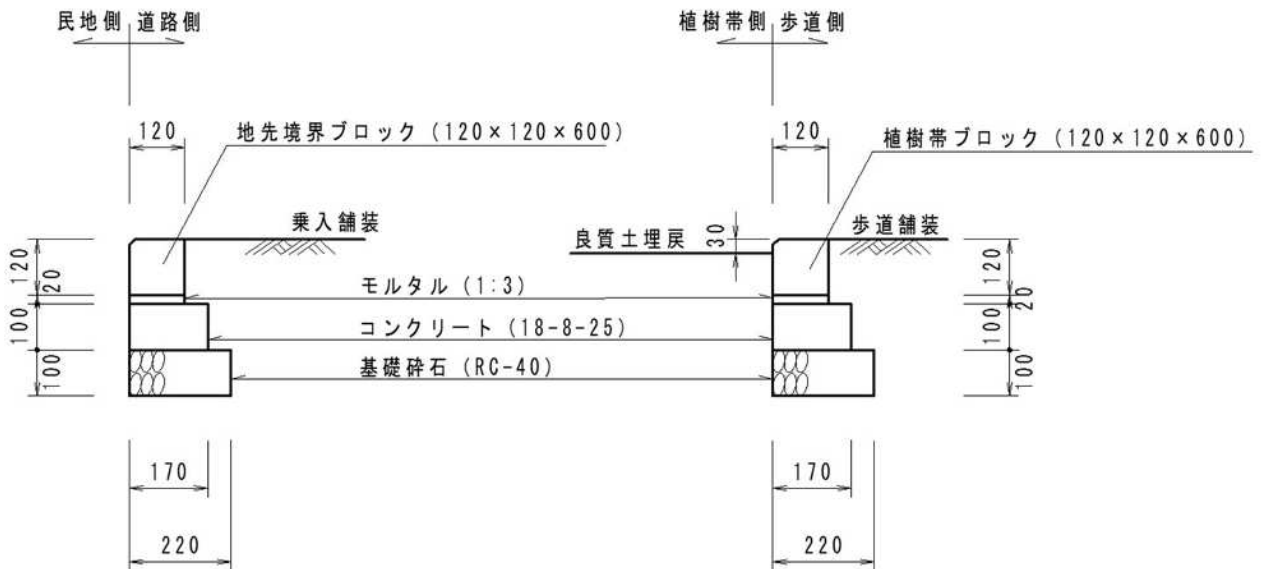 民地側 道路側
植樹帯側 歩道側
120
地先境界ブロック (120×120×600)
120
植樹帯ブロック (120×120×600)
乗入舗装
良質土埋戻
30
歩道舗装
120
20
100
100
モルタル (1:3)
コンクリート (18-8-25)
基礎砕石 (RC-40)
120
20
100
100
170
220
170
220